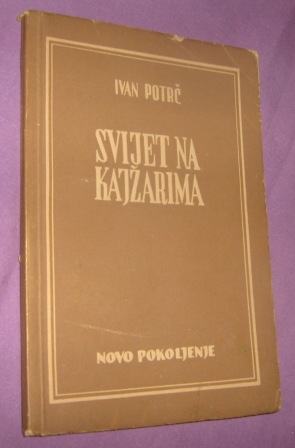 IVAN POTRČ
SVIJET NA
KAJŽARIMA
NOVO POKOLJENJE